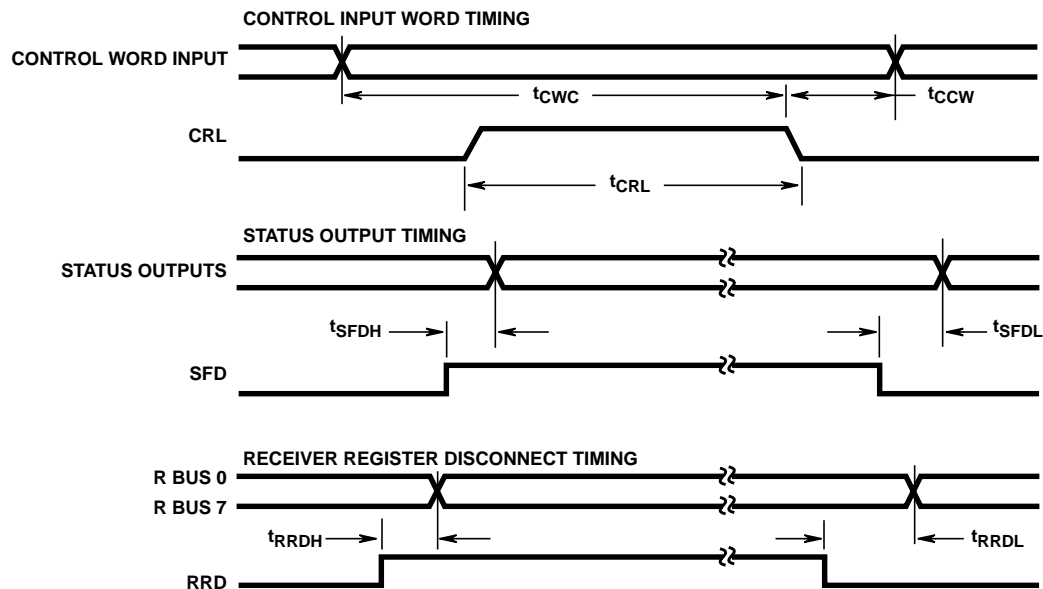 CONTROL INPUT WORD TIMING
CONTROL WORD INPUT
tCWC
tCCW
CRL
tCRL
STATUS OUTPUT TIMING
STATUS OUTPUTS
tSFDH
tSFDL
SFD
RECEIVER REGISTER DISCONNECT TIMING
R BUS 0
R BUS 7
tRRDH
tRRDL
RRD